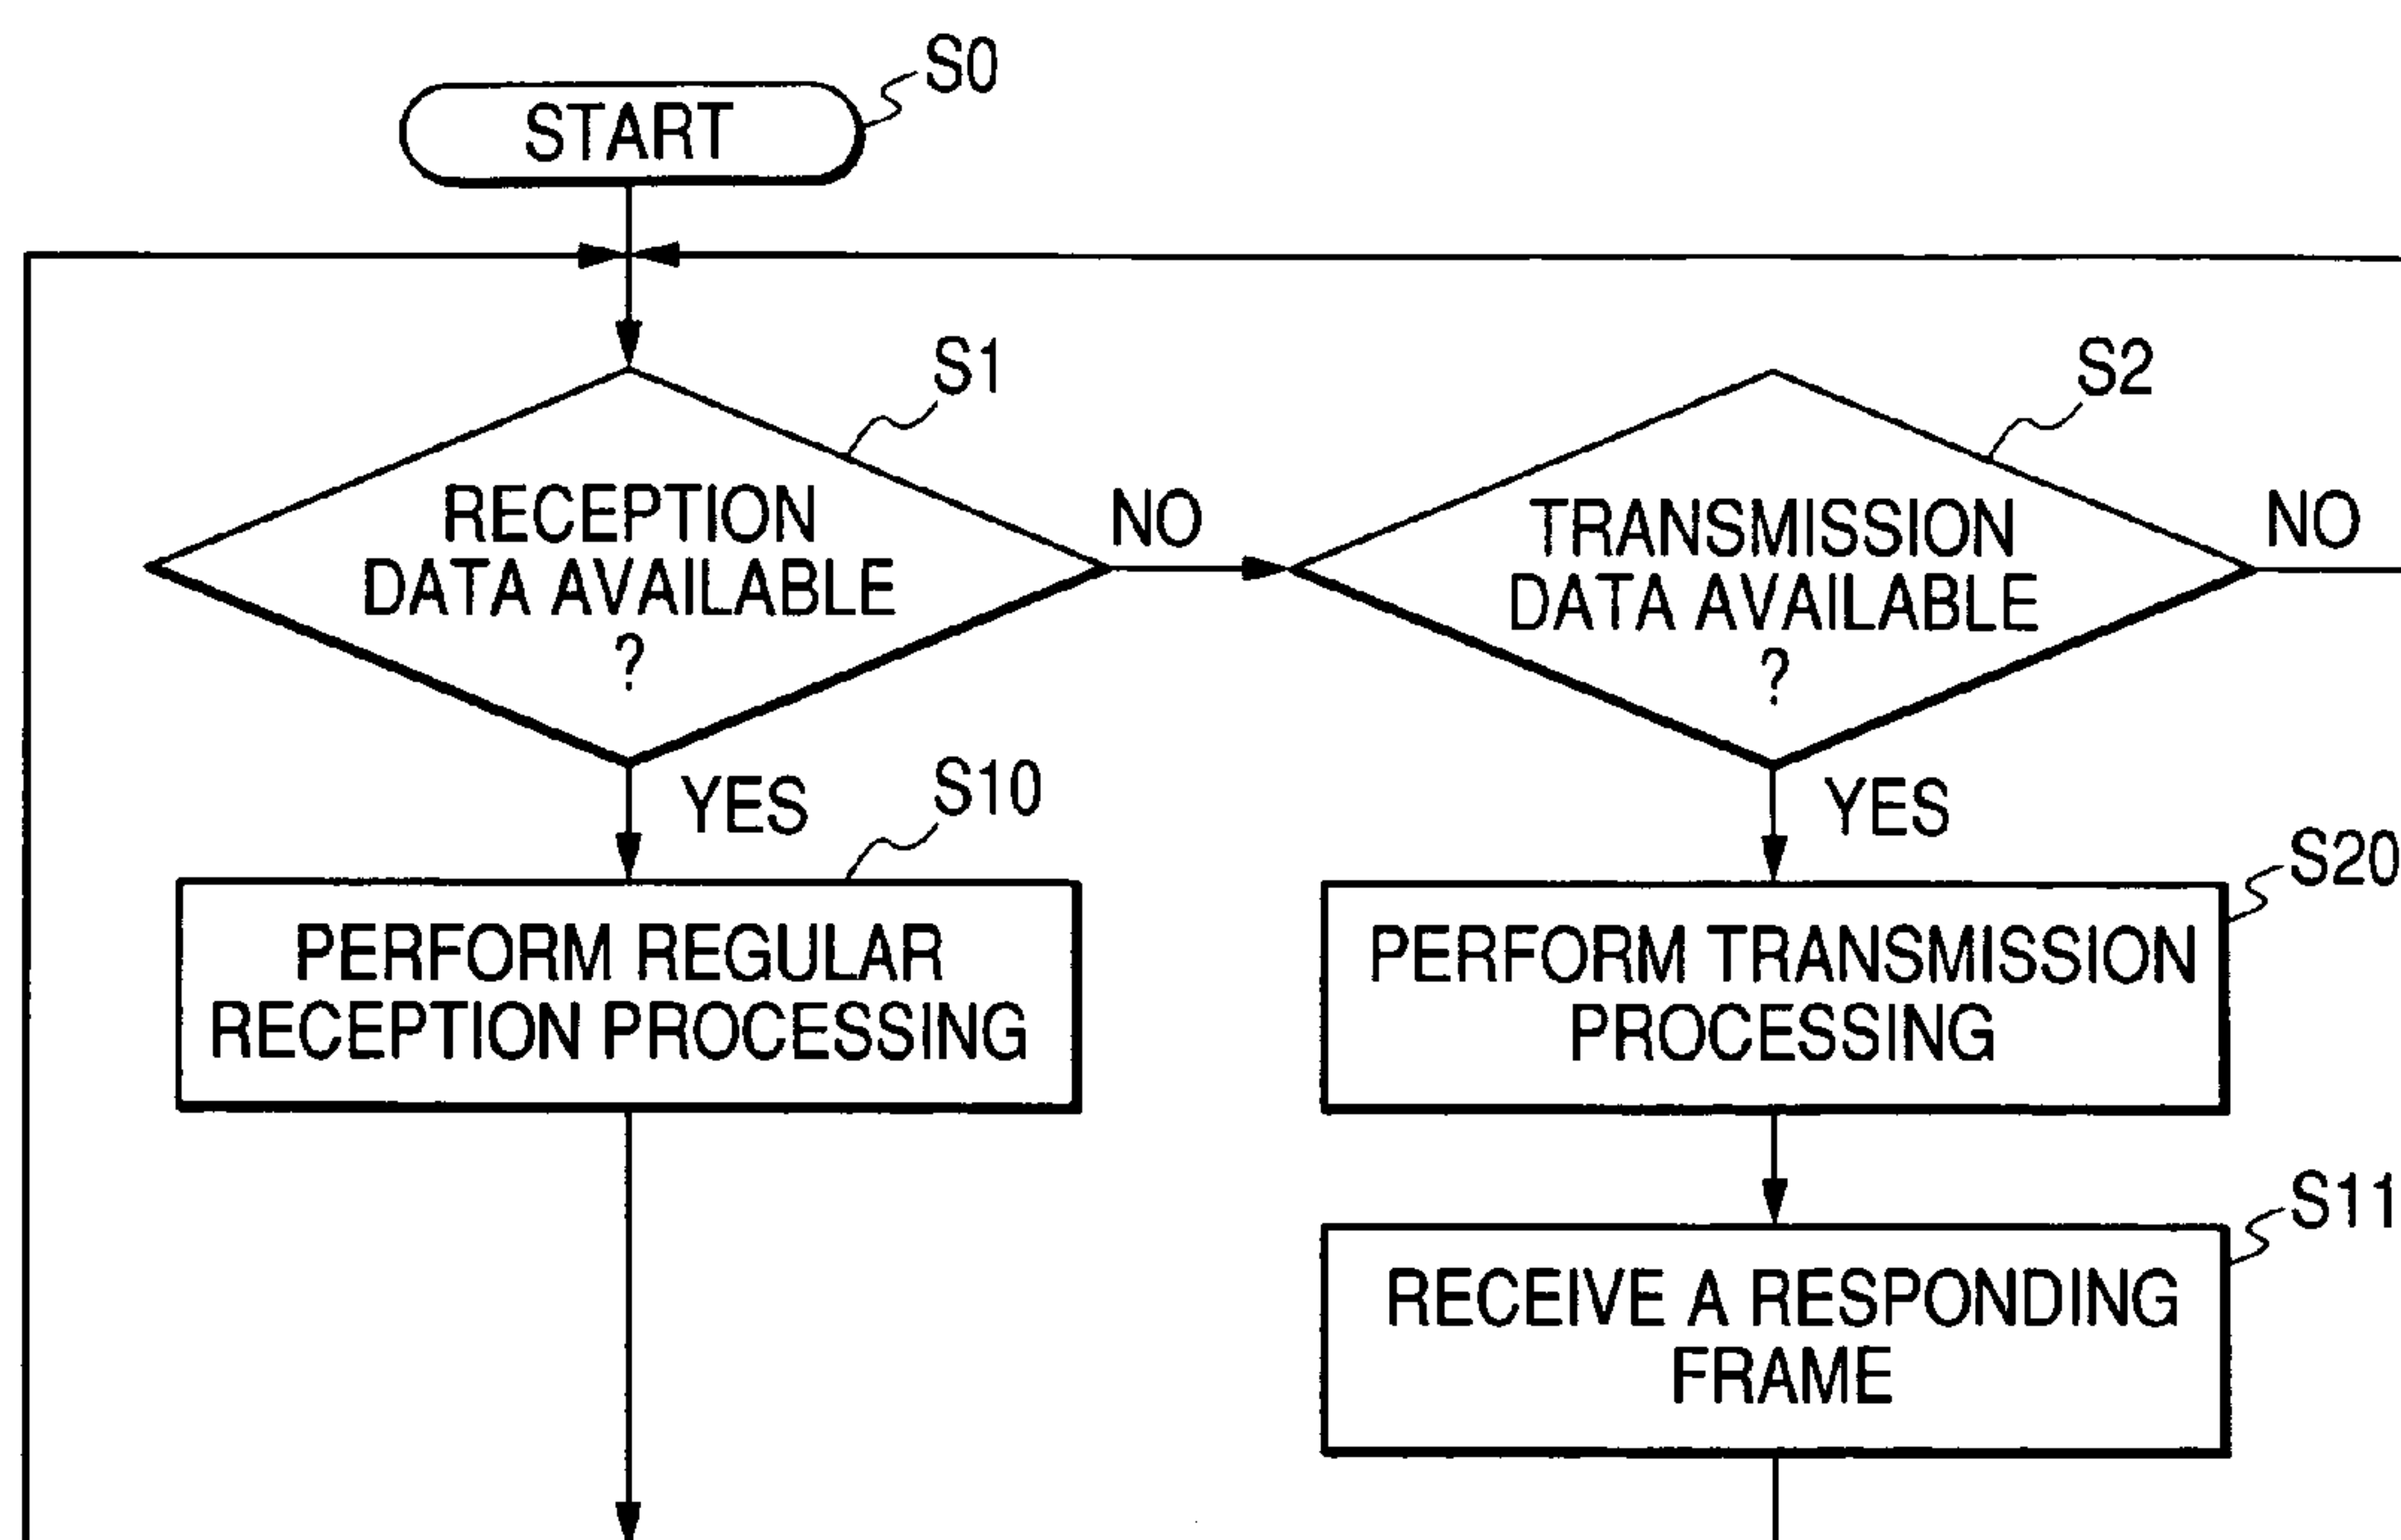 S0
START
S1
S2
RECEPTION
DATA AVAILABLE
?
NO
TRANSMISSION
DATA AVAILABLE
?
NO
YES
S10
YES
S20
PERFORM REGULAR
RECEPTION PROCESSING
PERFORM TRANSMISSION
PROCESSING
S11
RECEIVE A RESPONDING
FRAME